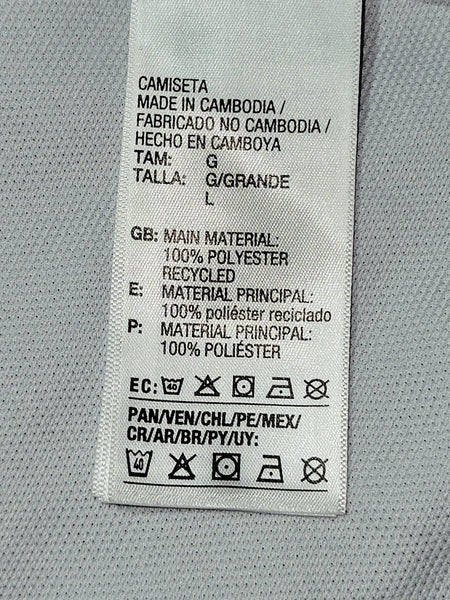 CAMISETA
MADE IN CAMBODIA /
FABRICADO NO CAMBODIA /
HECHO EN CAMBOYA
TAM: G
TALLA: G/GRANDE
L
GB: MAIN MATERIAL:
100% POLYESTER
RECYCLED
E: MATERIAL PRINCIPAL:
100% poliéster reciclado
P: MATERIAL PRINCIPAL:
100% POLIÉSTER
EC: 40
PAN/VEN/CHL/PE/MEX/
CR/AR/BR/PY/UY:
40